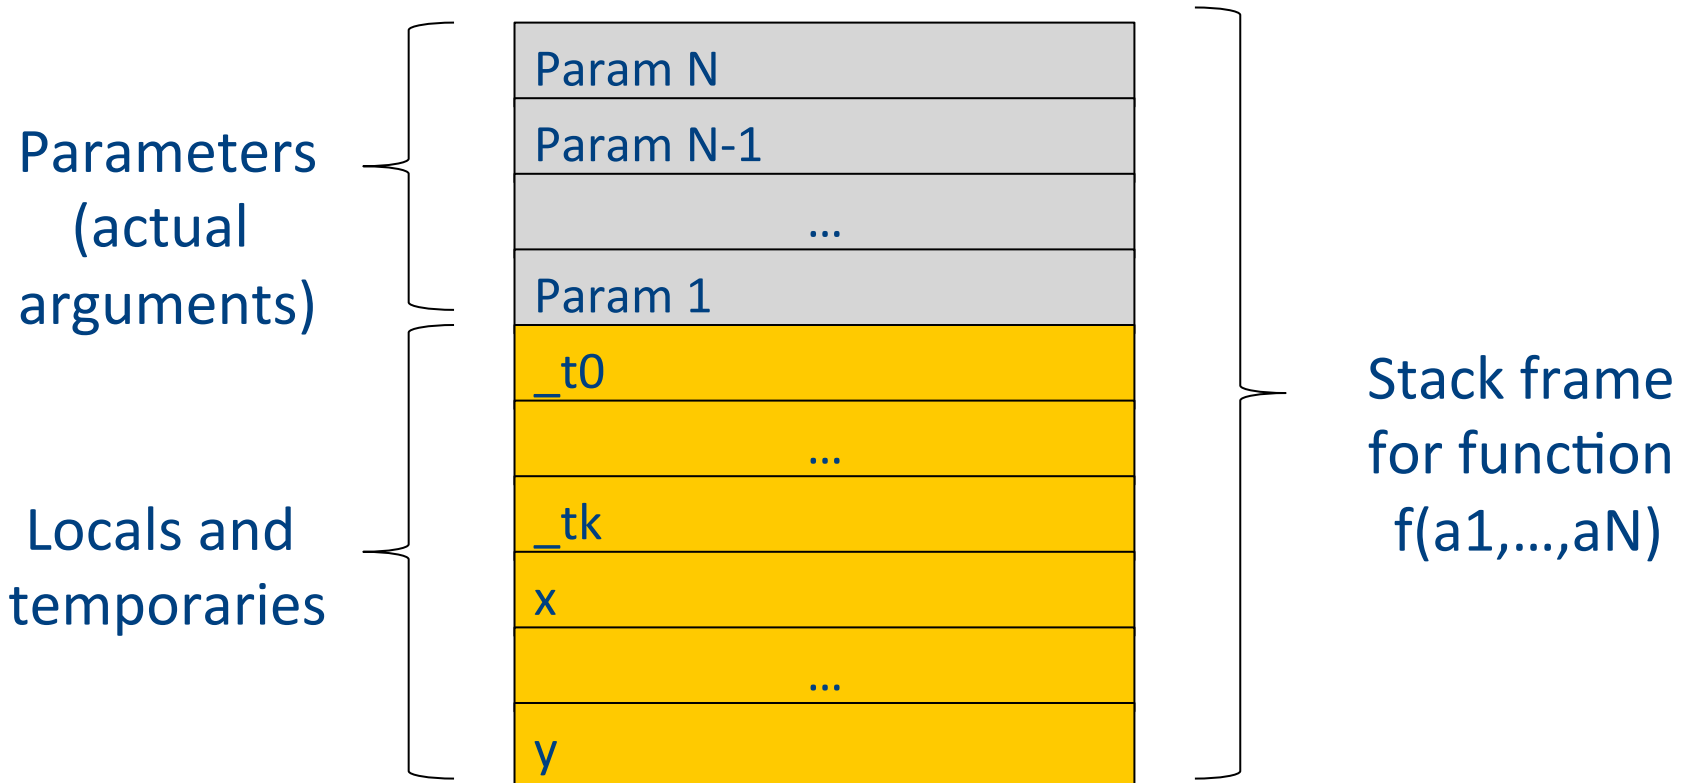 Parameters
(actual
arguments)
Locals and
temporaries
Param N
Param N-1
...
Param 1
_t0
...
_tk
x
...
y
Stack frame
for function
f(a1,...,aN)